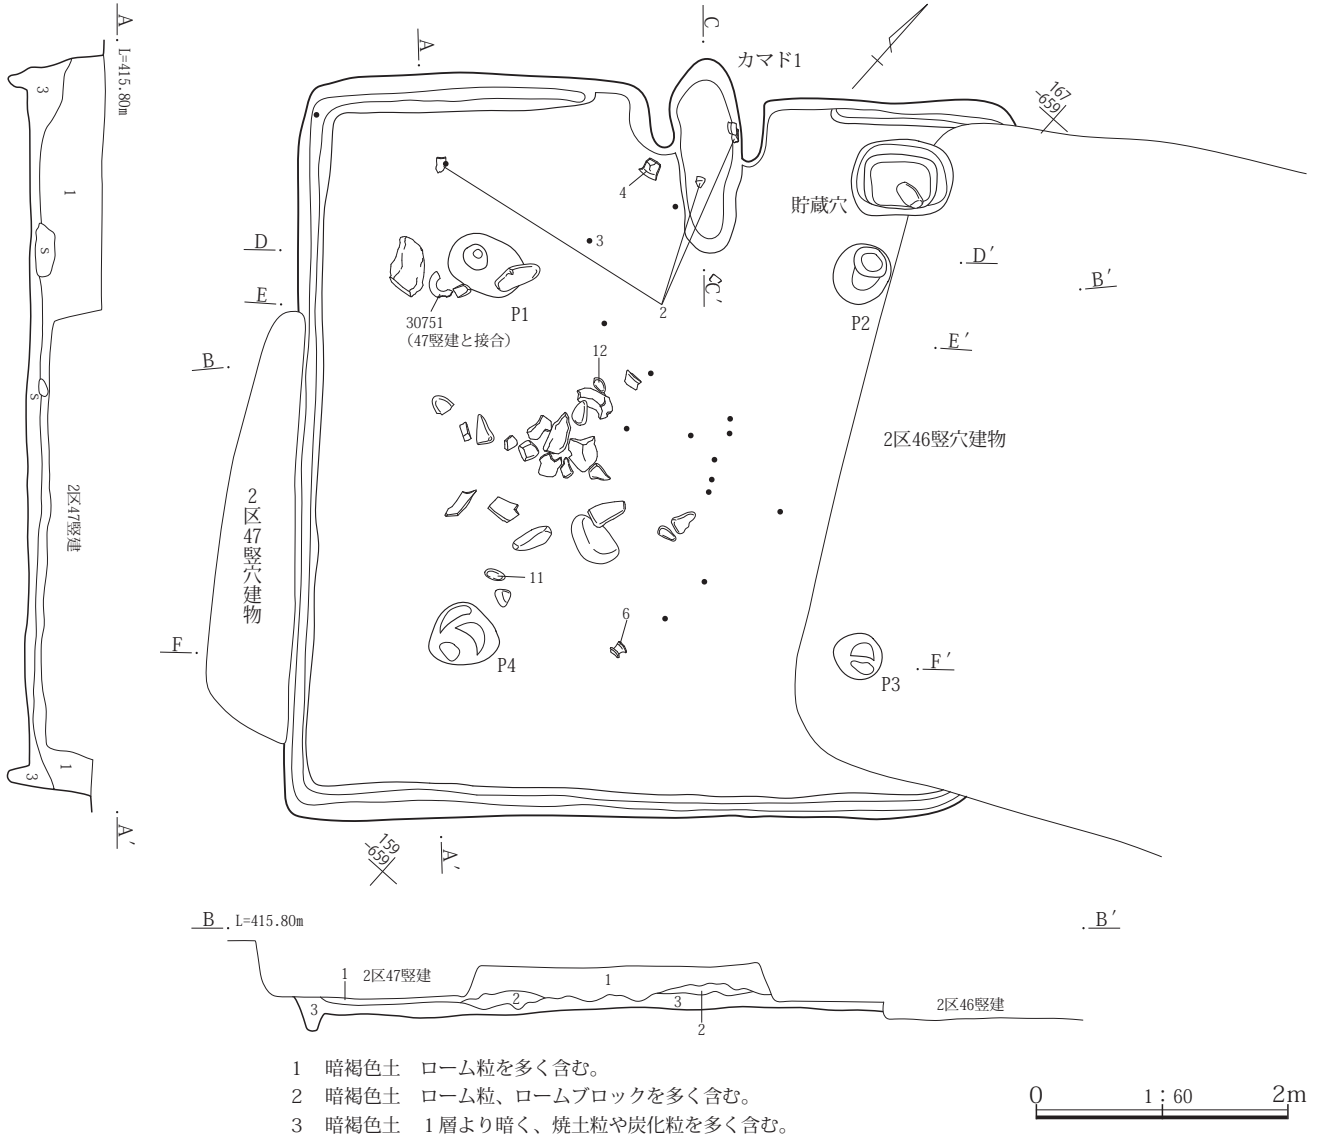 A
L=415.80m
3
1
S
S
2区47竪建
1
3
A′
A
C
カマド1
167
-659
貯蔵穴
4
3
2
D
E
B
F
P1
30751
(47竪建と接合)
12
P2
D′
B′
E′
2区46竪穴建物
2区47竪穴建物
11
6
P4
P3
F′
C′
159
-659
A′
B
L=415.80m
B′
1
2区47竪建
1
2
3
3
2
2区46竪建
1 暗褐色土 ローム粒を多く含む。
2 暗褐色土 ローム粒、ロームブロックを多く含む。
3 暗褐色土 1層より暗く、焼土粒や炭化粒を多く含む。
0 1:60 2m